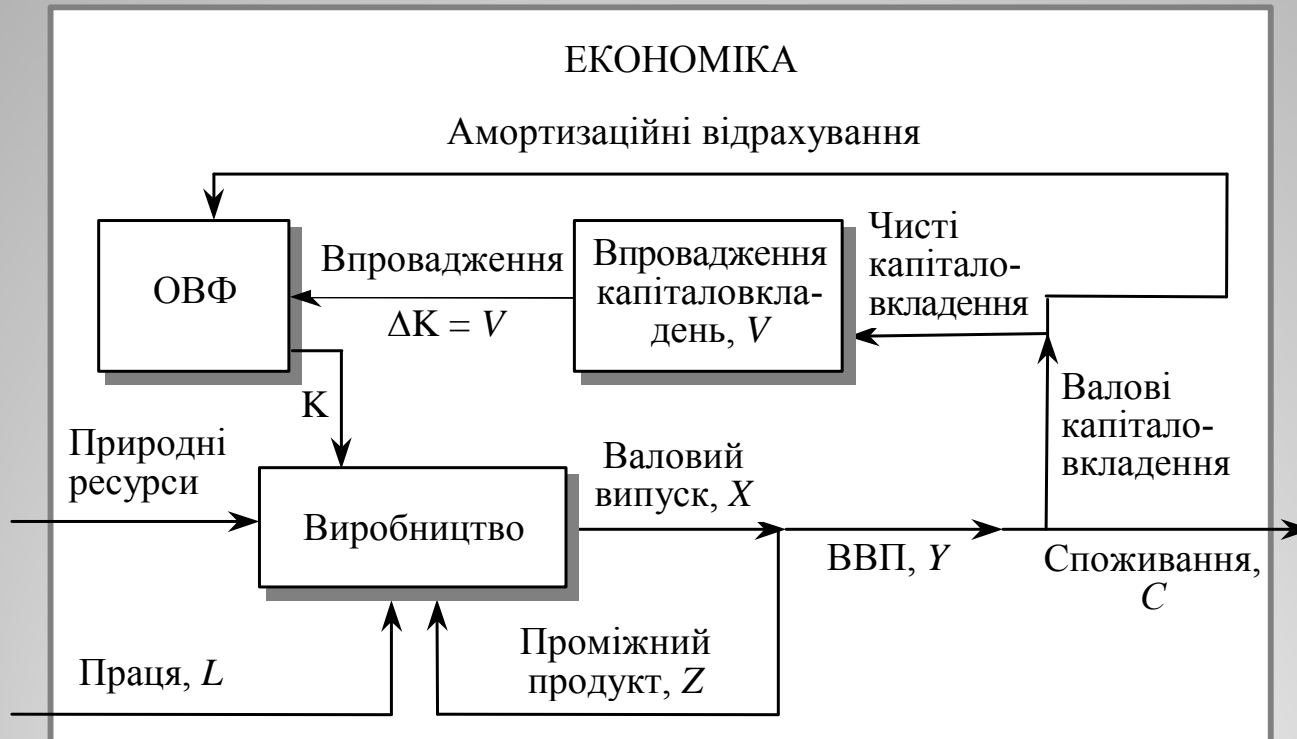 ЕКОНОМІКА
Амортизаційні відрахування
ОВФ
Впровадження
ΔK = V
Впровадження
капіталовкла-
день, V
Чисті
капітало-
вкладення
K
Природні
ресурси
Виробництво
Валовий
випуск, X
Валові
капітало-
вкладення
ВВП, Y
Споживання,
C
Праця, L
Проміжний
продукт, Z